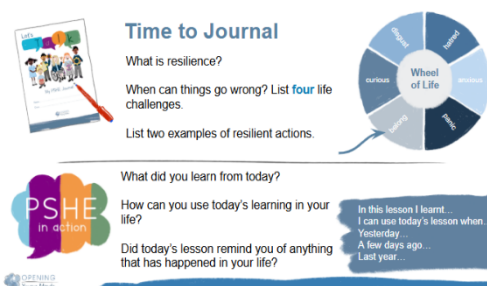 Let's
TALK
My PSHE Journal
Time to Journal
What is resilience?
When can things go wrong? List four life
challenges.
List two examples of resilient actions.
disgust
hatred
curious
Wheel
of Life
anxious
belong
panic
PSHE
in action
What did you learn from today?
How can you use today's learning in your
life?
Did today's lesson remind you of anything
that has happened in your life?
In this lesson I learnt…
I can use today's lesson when…
Yesterday…
A few days ago…
Last year…
OPENING